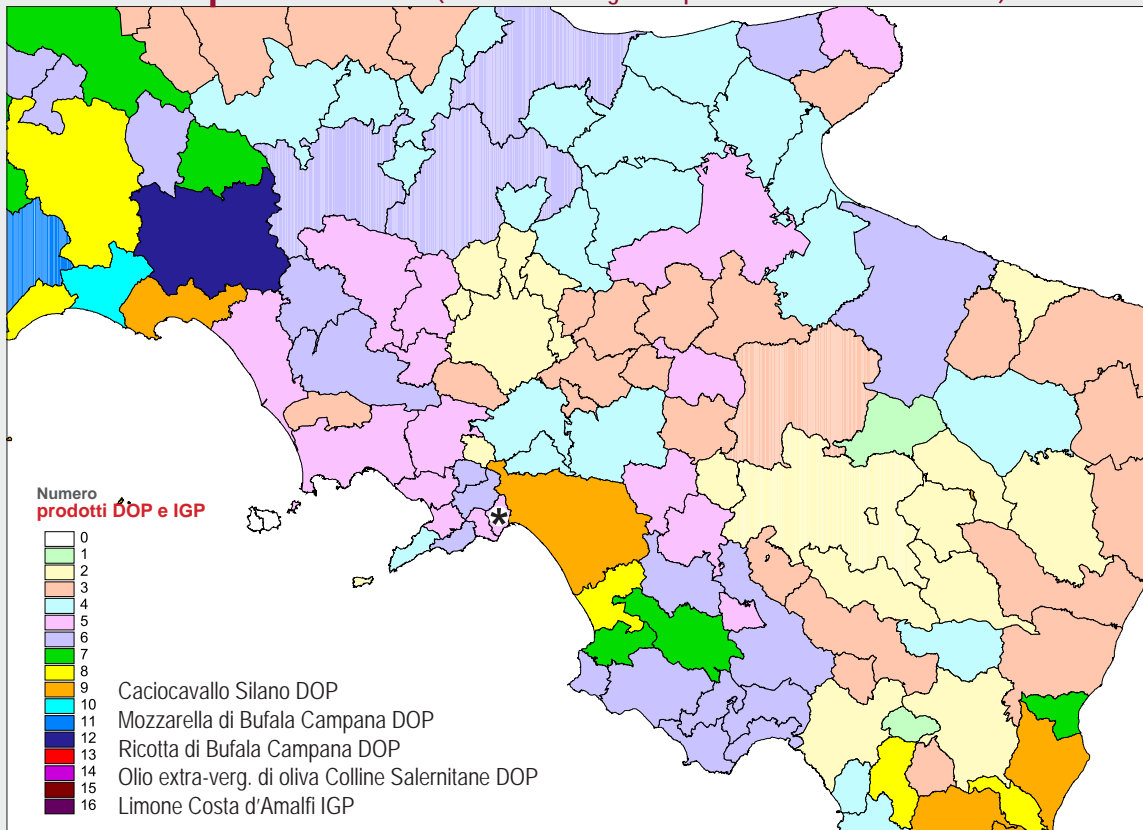 Numero
prodotti DOP e IGP
0
1
2
3
4
5
6
7
8
9
10
11
12
13
14
15
16
Caciocavallo Silano DOP
Mozzarella di Bufala Campana DOP
Ricotta di Bufala Campana DOP
Olio extra-verg. di oliva Colline Salernitane DOP
Limone Costa d'Amalfi IGP
*